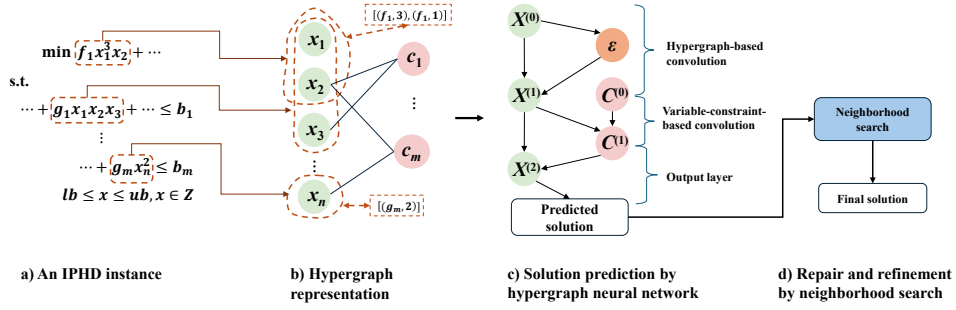 min f₁x₁³x₂ + ⋯
s.t.
⋯ + g₁x₁x₂x₃ + ⋯ ≤ b₁
⋮
⋯ + gₘxₙ² ≤ bₘ
lb ≤ x ≤ ub, x ∈ Z
a) An IPHD instance
[(f₁, 3), (f₁, 1)]
x₁
x₂
x₃
⋮
xₙ
c₁
⋮
cₘ
[(gₘ, 2)]
b) Hypergraph
representation
X⁽⁰⁾
ε
X⁽¹⁾
C⁽⁰⁾
C⁽¹⁾
X⁽²⁾
Predicted
solution
Hypergraph-based
convolution
Variable-constraint-
based convolution
Output layer
c) Solution prediction by
hypergraph neural network
Neighborhood
search
Final solution
d) Repair and refinement
by neighborhood search